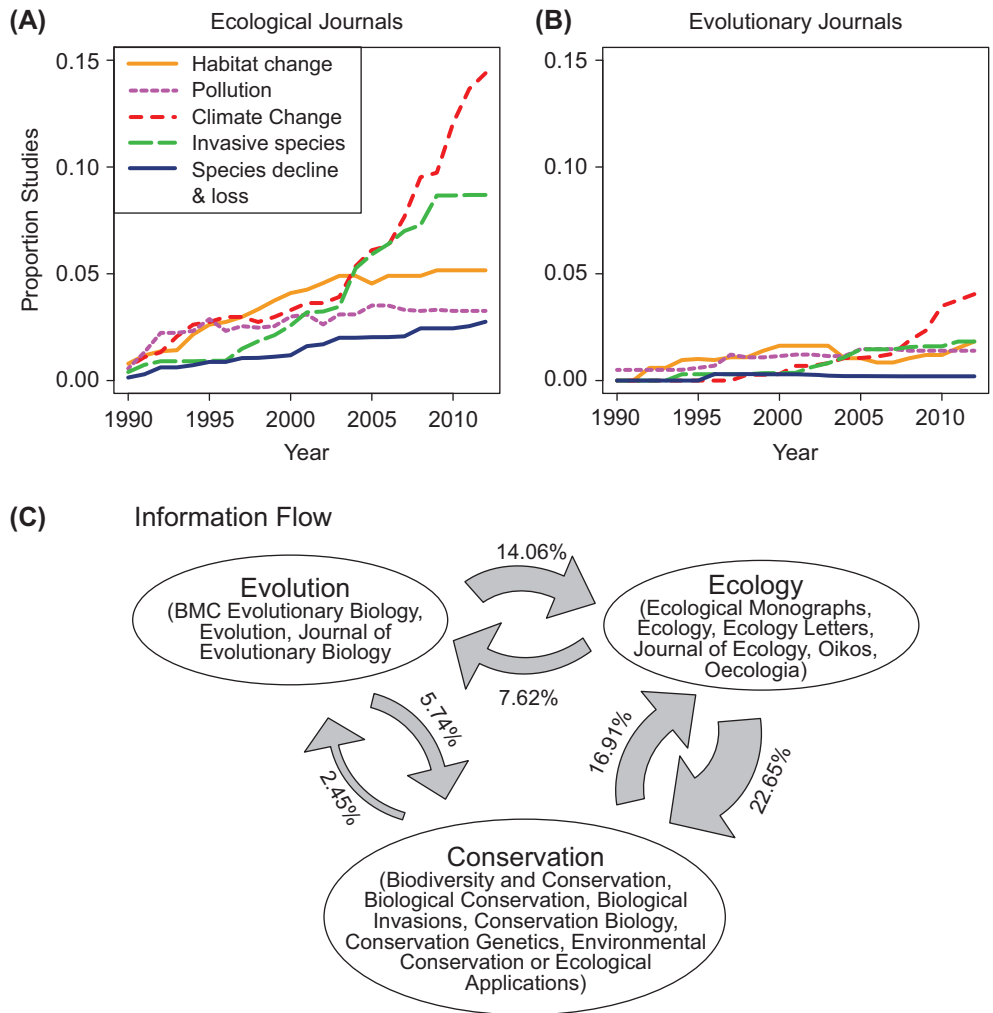 (A)
Ecological Journals
Habitat change
Pollution
Climate Change
Invasive species
Species decline
& loss
Proportion Studies
0.15
0.10
0.05
0.00
1990
1995
2000
2005
2010
Year
(B)
Evolutionary Journals
0.15
0.10
0.05
0.00
1990
1995
2000
2005
2010
Year
(C)
Information Flow
Evolution
(BMC Evolutionary Biology,
Evolution, Journal of
Evolutionary Biology
14.06%
7.62%
Ecology
(Ecological Monographs,
Ecology, Ecology Letters,
Journal of Ecology, Oikos,
Oecologia)
5.74%
2.45%
16.91%
22.65%
Conservation
(Biodiversity and Conservation,
Biological Conservation, Biological
Invasions, Conservation Biology,
Conservation Genetics, Environmental
Conservation or Ecological
Applications)